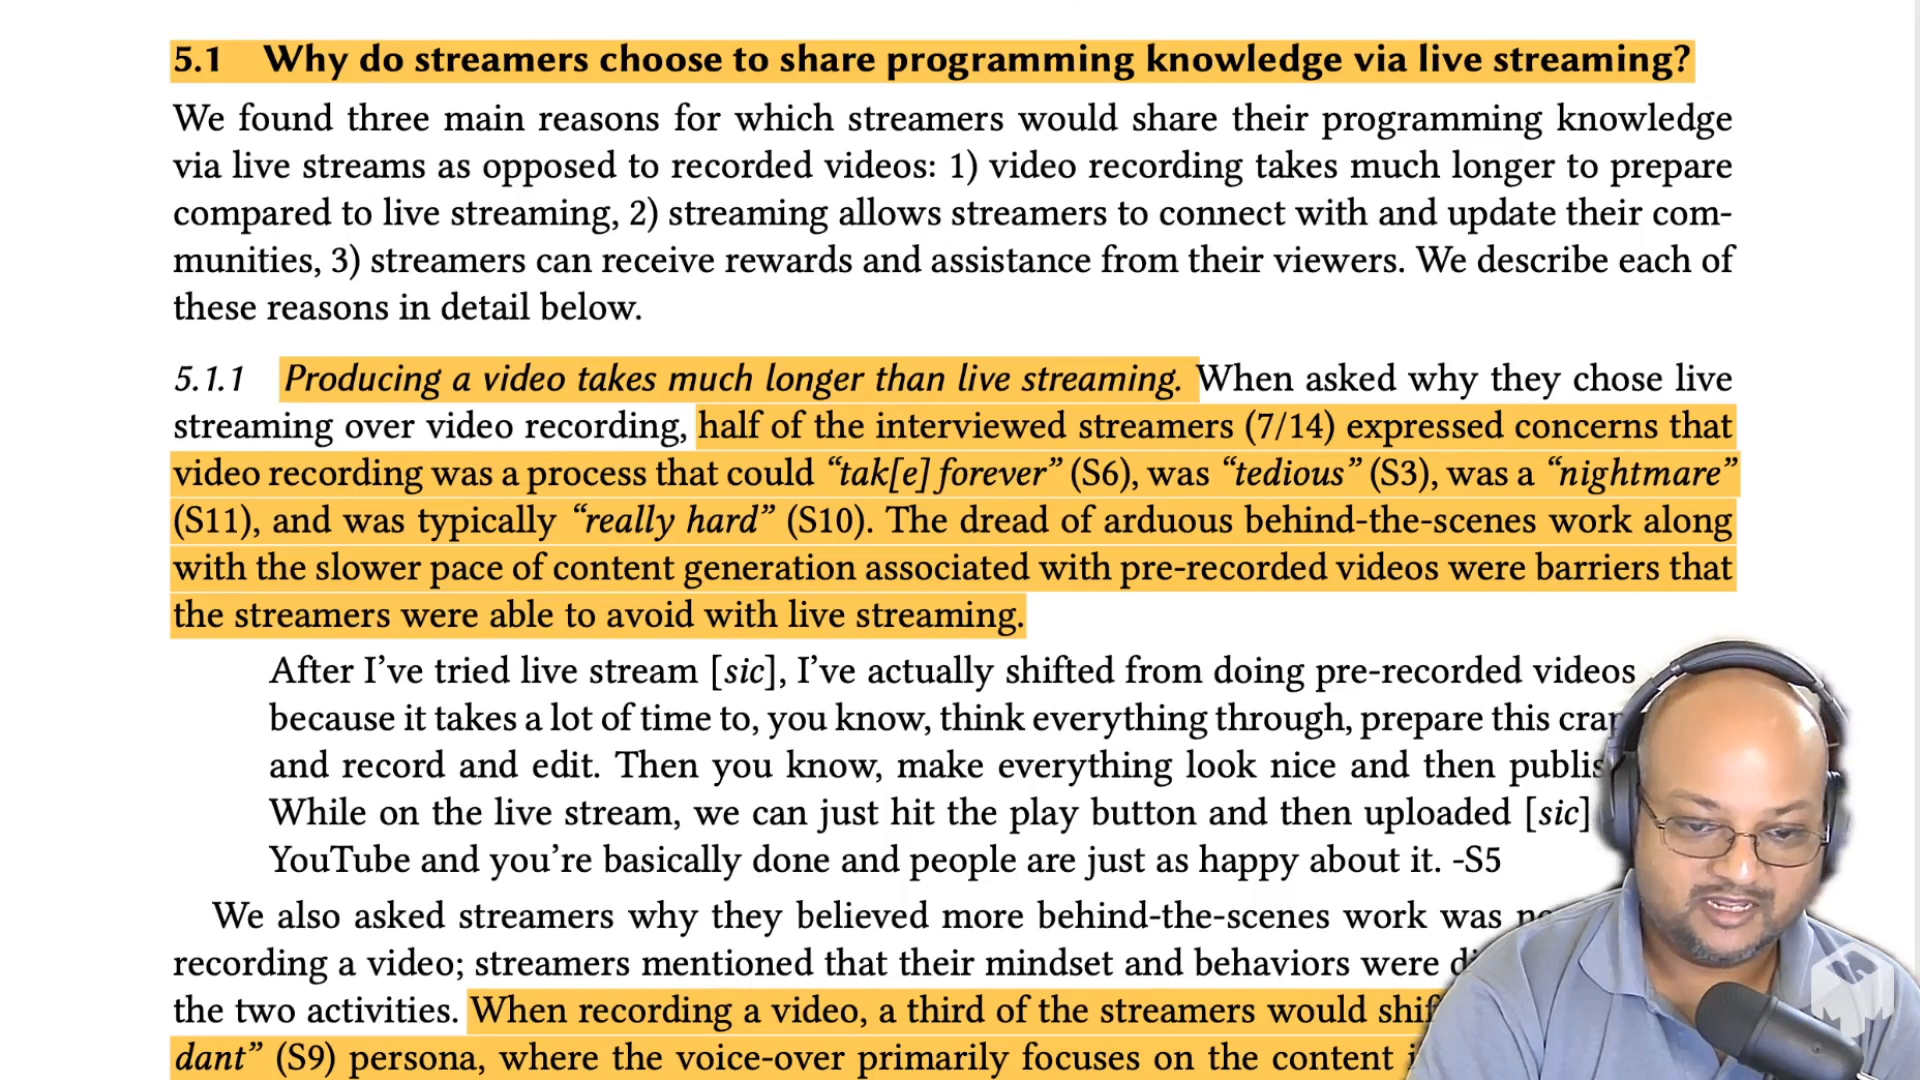 5.1 Why do streamers choose to share programming knowledge via live streaming?
We found three main reasons for which streamers would share their programming knowledge
via live streams as opposed to recorded videos: 1) video recording takes much longer to prepare
compared to live streaming, 2) streaming allows streamers to connect with and update their com-
munities, 3) streamers can receive rewards and assistance from their viewers. We describe each of
these reasons in detail below.
5.1.1 Producing a video takes much longer than live streaming. When asked why they chose live
streaming over video recording, half of the interviewed streamers (7/14) expressed concerns that
video recording was a process that could “tak[e] forever” (S6), was “tedious” (S3), was a “nightmare”
(S11), and was typically “really hard” (S10). The dread of arduous behind-the-scenes work along
with the slower pace of content generation associated with pre-recorded videos were barriers that
the streamers were able to avoid with live streaming.
After I’ve tried live stream [sic], I’ve actually shifted from doing pre-recorded videos
because it takes a lot of time to, you know, think everything through, prepare this
and record and edit. Then you know, make everything look nice and then
While on the live stream, we can just hit the play button and then uploaded [sic]
YouTube and you’re basically done and people are just as happy about it. -S5
We also asked streamers why they believed more behind-the-scenes work was
recording a video; streamers mentioned that their mindset and behaviors were
the two activities. When recording a video, a third of the streamers would
dant” (S9) persona, where the voice-over primarily focuses on the content